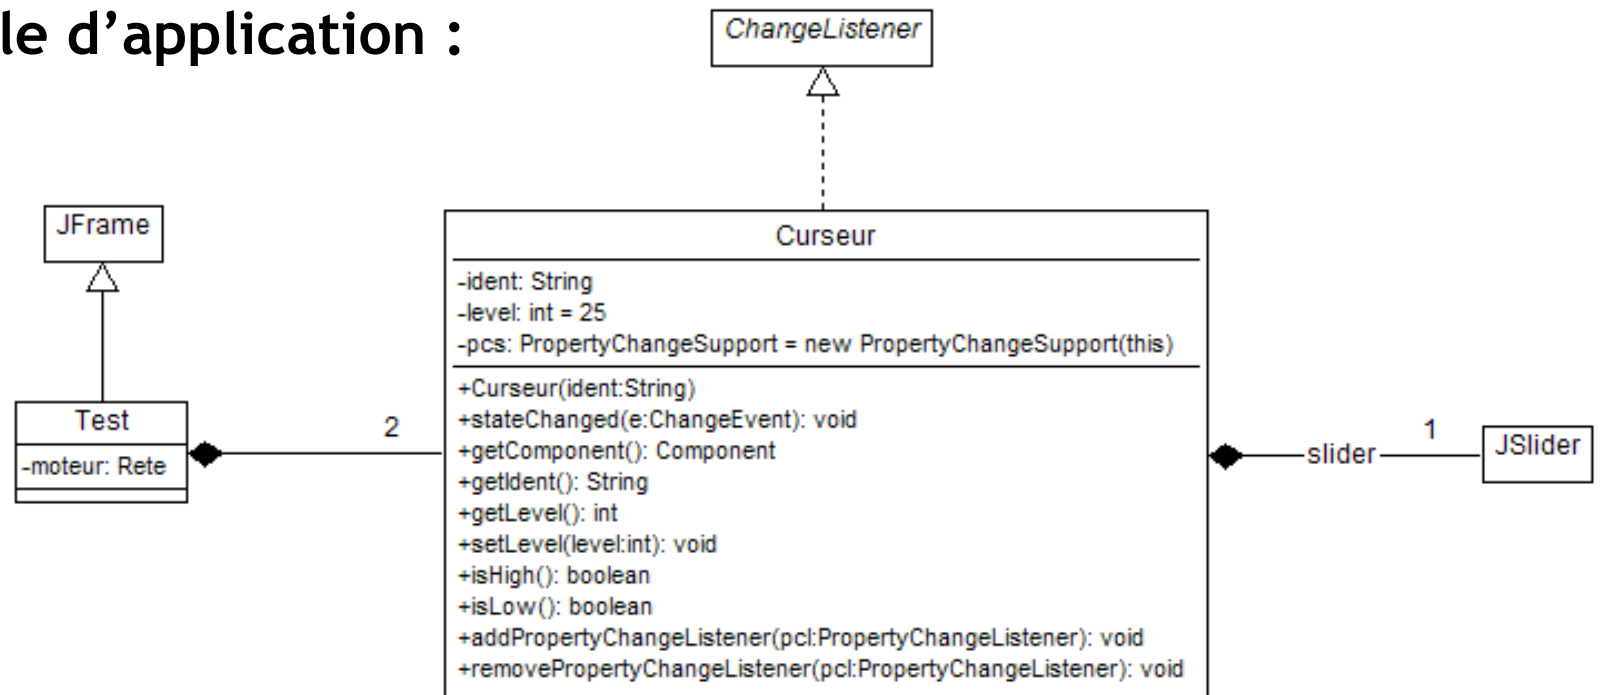 le d’application :
ChangeListener
JFrame
Curseur
-ident: String
-level: int = 25
-pcs: PropertyChangeSupport = new PropertyChangeSupport(this)
+Curseur(ident:String)
+stateChanged(e:ChangeEvent): void
+getComponent(): Component
+getIdent(): String
+getLevel(): int
+setLevel(level:int): void
+isHigh(): boolean
+isLow(): boolean
+addPropertyChangeListener(pcl:PropertyChangeListener): void
+removePropertyChangeListener(pcl:PropertyChangeListener): void
Test
-moteur: Rete
2
slider
1
JSlider